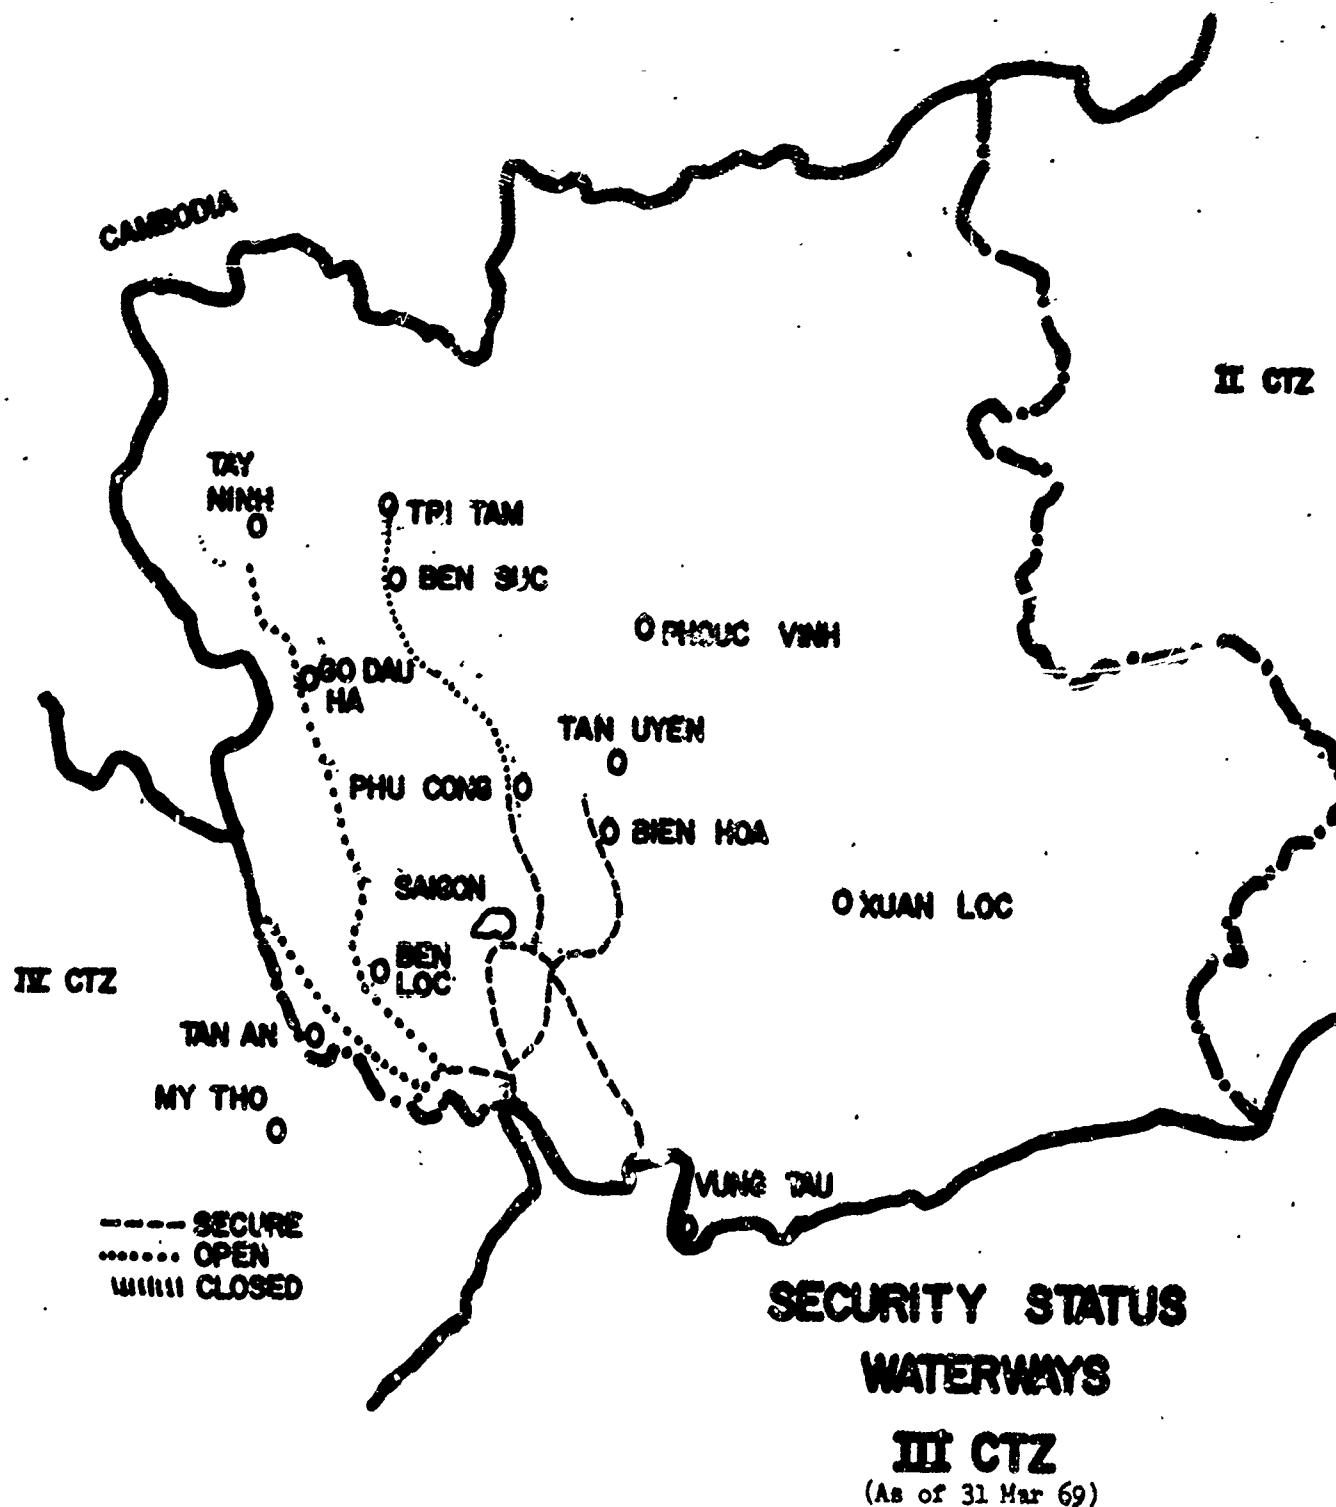 CAMBODIA
II CTZ
TAY
NINH
TRI TAM
BEN SUC
PHOUC VINH
GO DAU
HA
TAN UYEN
PHU CONG
BIEN HOA
SAIGON
XUAN LOC
BEN
LOC
IV CTZ
TAN AN
MY THO
VUNG TAU
SECURE
OPEN
CLOSED
SECURITY STATUS
WATERWAYS
III CTZ
(As of 31 Mar 69)